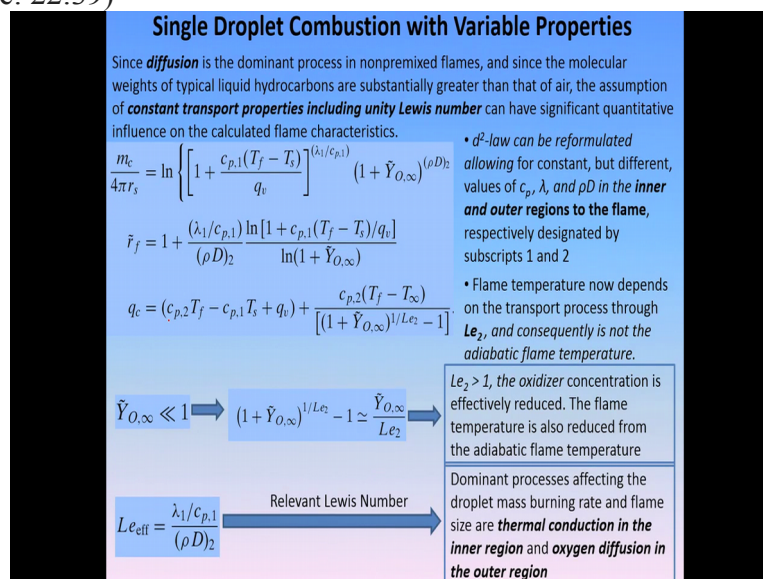 c. 22:39)
Single Droplet Combustion with Variable Properties
Since diffusion is the dominant process in nonpremixed flames, and since the molecular
weights of typical liquid hydrocarbons are substantially greater than that of air, the assumption
of constant transport properties including unity Lewis number can have significant quantitative
influence on the calculated flame characteristics.
m_c / 4πr_s = ln { [ 1 + c_{p,1}(T_f − T_s) / q_v ]^{(λ_1/c_{p,1})} (1 + Ỹ_{O,∞})^{(ρD)_2}
r̃_f = 1 + (λ_1/c_{p,1}) / (ρD)_2 ln[1 + c_{p,1}(T_f − T_s)/q_v] / ln(1 + Ỹ_{O,∞})
q_c = (c_{p,2}T_f − c_{p,1}T_s + q_v) + c_{p,2}(T_f − T_∞) / [(1 + Ỹ_{O,∞})^{1/Le_2} − 1].
• d²-law can be reformulated
allowing for constant, but different,
values of c_p, λ, and ρD in the inner
and outer regions to the flame,
respectively designated by
subscripts 1 and 2
• Flame temperature now depends
on the transport process through
Le₂, and consequently is not the
adiabatic flame temperature.
Ỹ_{O,∞} ≪ 1
(1 + Ỹ_{O,∞})^{1/Le_2} − 1 ≃ Ỹ_{O,∞} / Le_2
Le₂ > 1, the oxidizer concentration is
effectively reduced. The flame
temperature is also reduced from
the adiabatic flame temperature
Le_eff = λ_1/c_{p,1} / (ρD)_2
Relevant Lewis Number
Dominant processes affecting the
droplet mass burning rate and flame
size are thermal conduction in the
inner region and oxygen diffusion in
the outer region